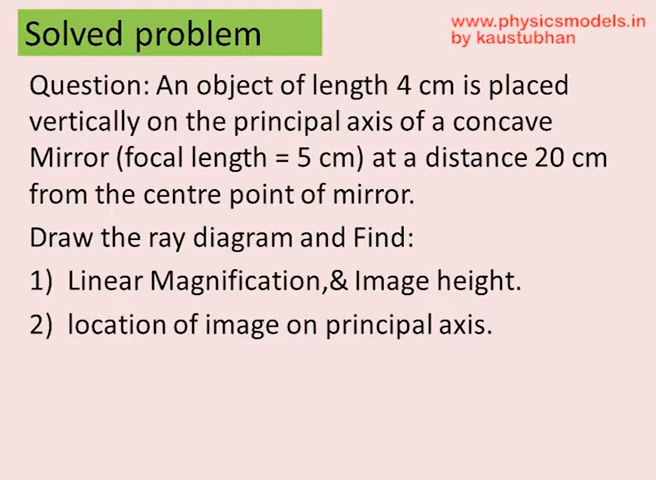 Solved problem
www.physicsmodels.in
by kaustubhan
Question: An object of length 4 cm is placed
vertically on the principal axis of a concave
Mirror (focal length = 5 cm) at a distance 20 cm
from the centre point of mirror.
Draw the ray diagram and Find:
1) Linear Magnification,& Image height.
2) location of image on principal axis.